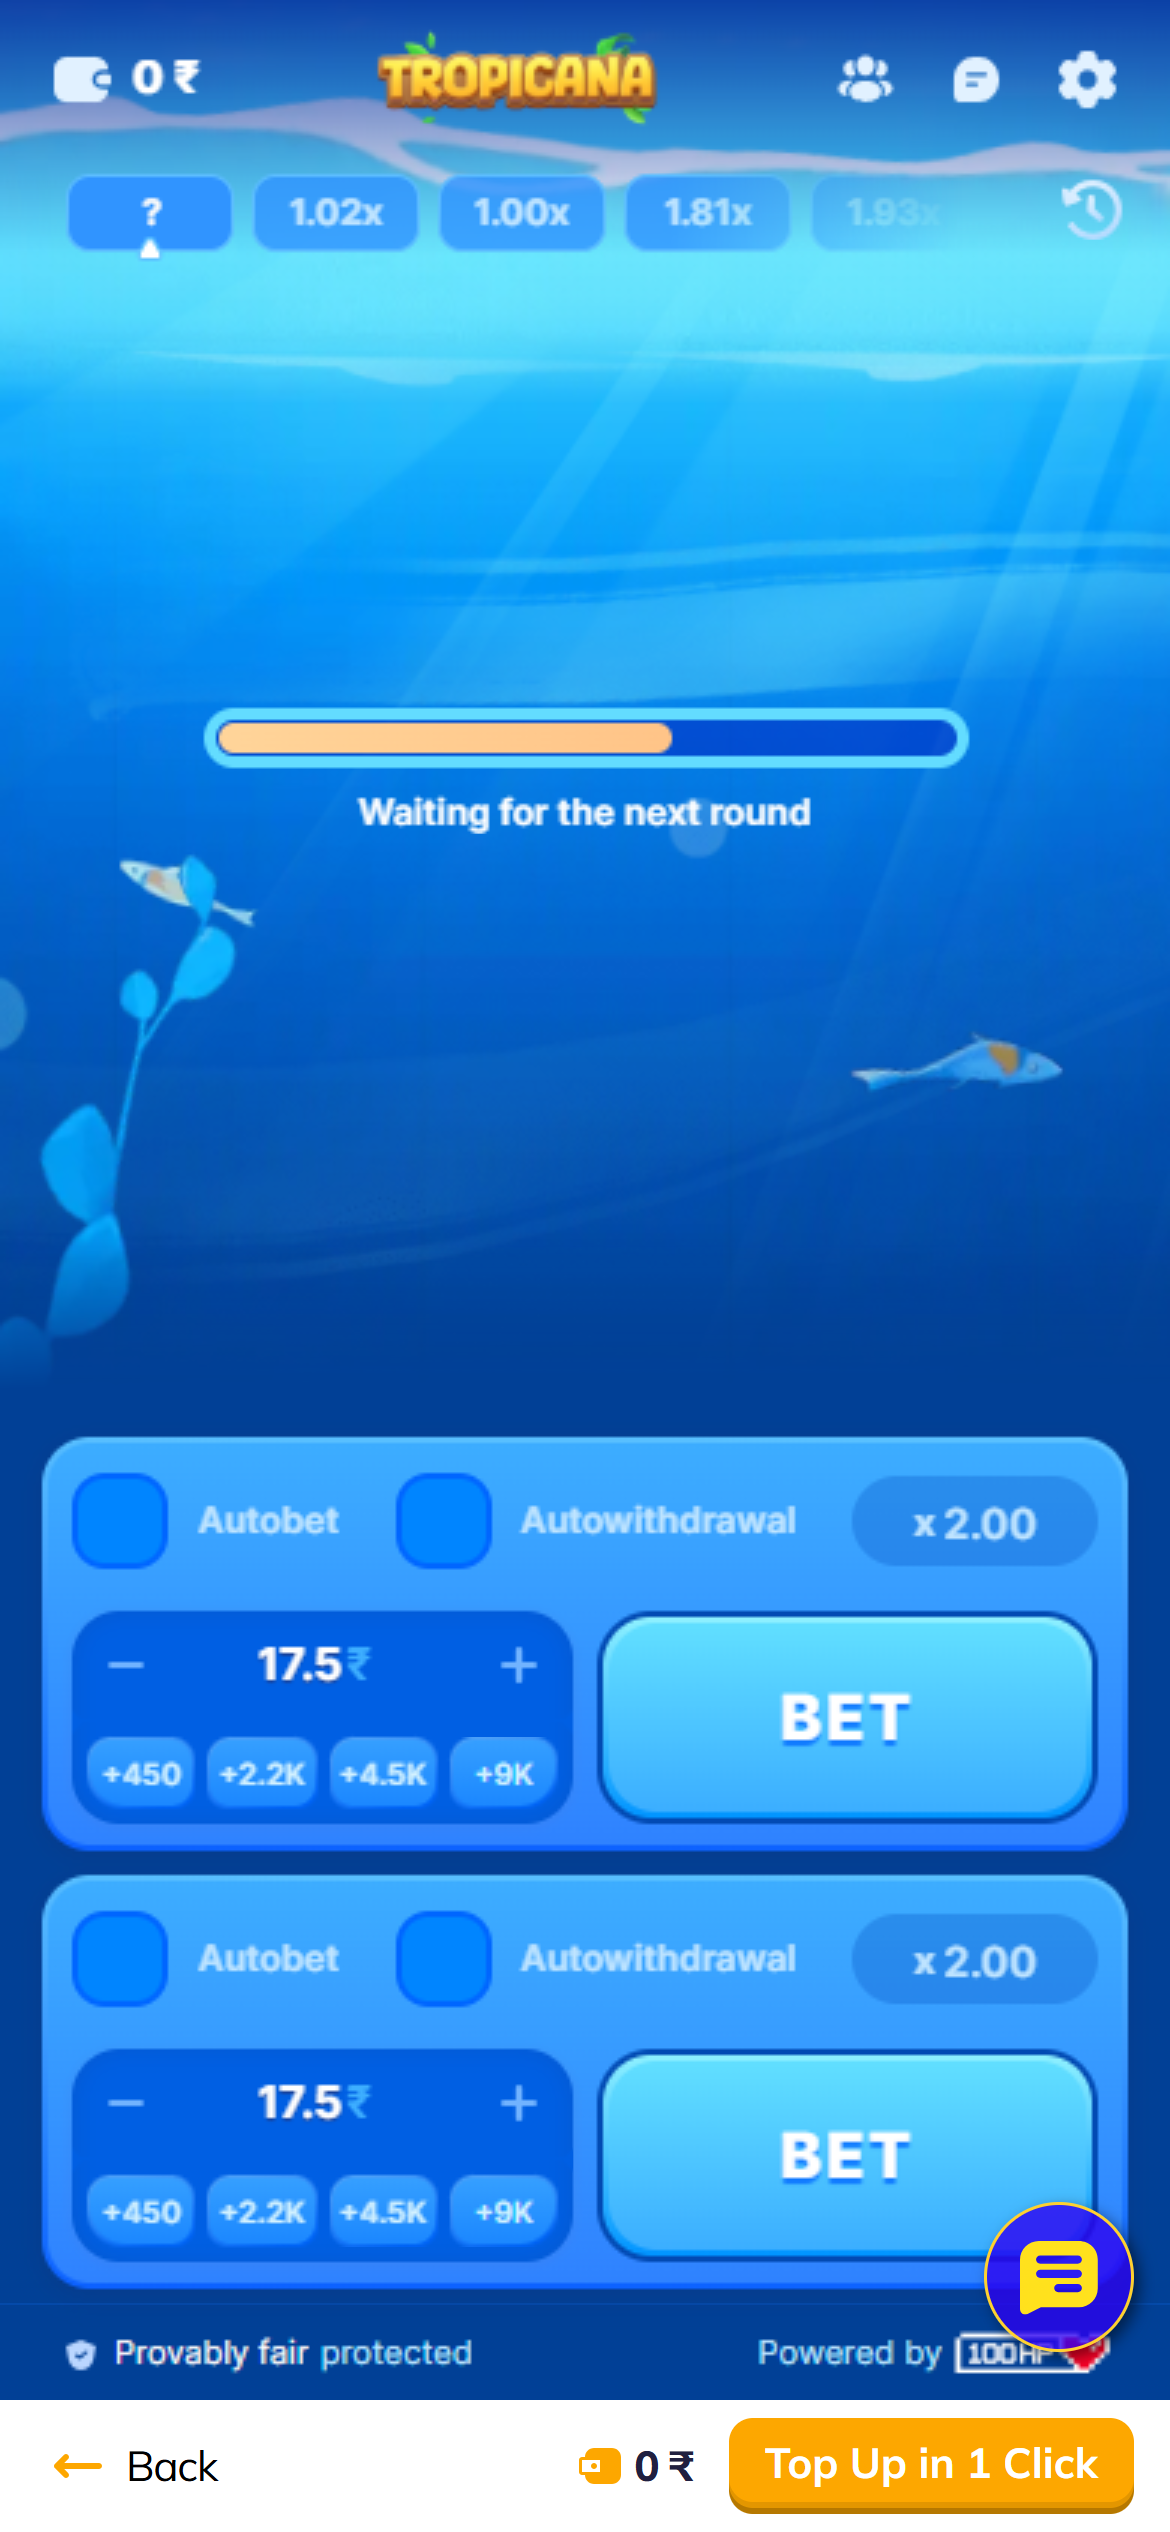 0 ₹
TROPICANA
? 1.02x 1.00x 1.81x 1.93x
Waiting for the next round
Autobet Autowithdrawal x 2.00
− 17.5₹ +
BET
+450 +2.2K +4.5K +9K
Autobet Autowithdrawal x 2.00
− 17.5₹ +
BET
+450 +2.2K +4.5K +9K
Provably fair protected
Powered by 100HP
Back
0 ₹
Top Up in 1 Click